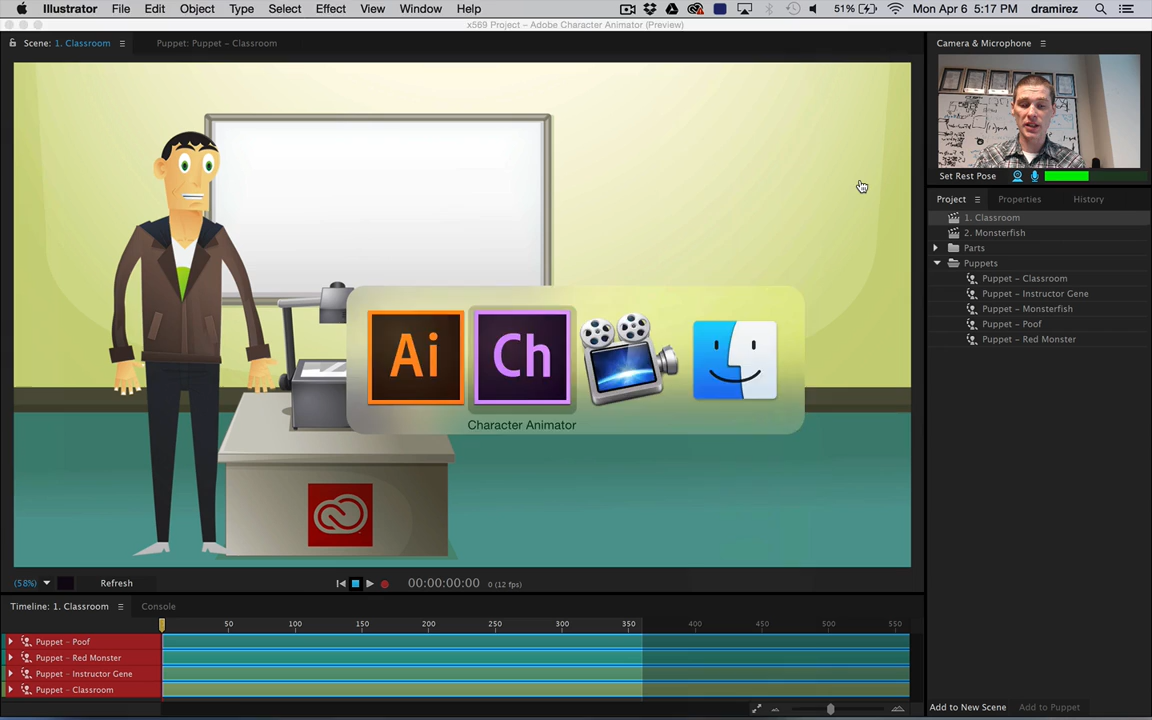 Illustrator File Edit Object Type Select Effect View Window Help 51% Mon Apr 6 5:17 PM dramirez
x569 Project – Adobe Character Animator (Preview)
Scene: 1. Classroom Puppet: Puppet – Classroom
Camera & Microphone
Set Rest Pose
Project Properties History
1. Classroom
2. Monsterfish
Parts
Puppets
Puppet – Classroom
Puppet – Instructor Gene
Puppet – Monsterfish
Puppet – Poof
Puppet – Red Monster
Ai Ch
Character Animator
(58%) Refresh 00:00:00:00 0 (12 fps)
Timeline: 1. Classroom Console
50 100 150 200 250 300 350 400 450 500 550
Puppet – Poof
Puppet – Red Monster
Puppet – Instructor Gene
Puppet – Classroom
Add to New Scene Add to Puppet